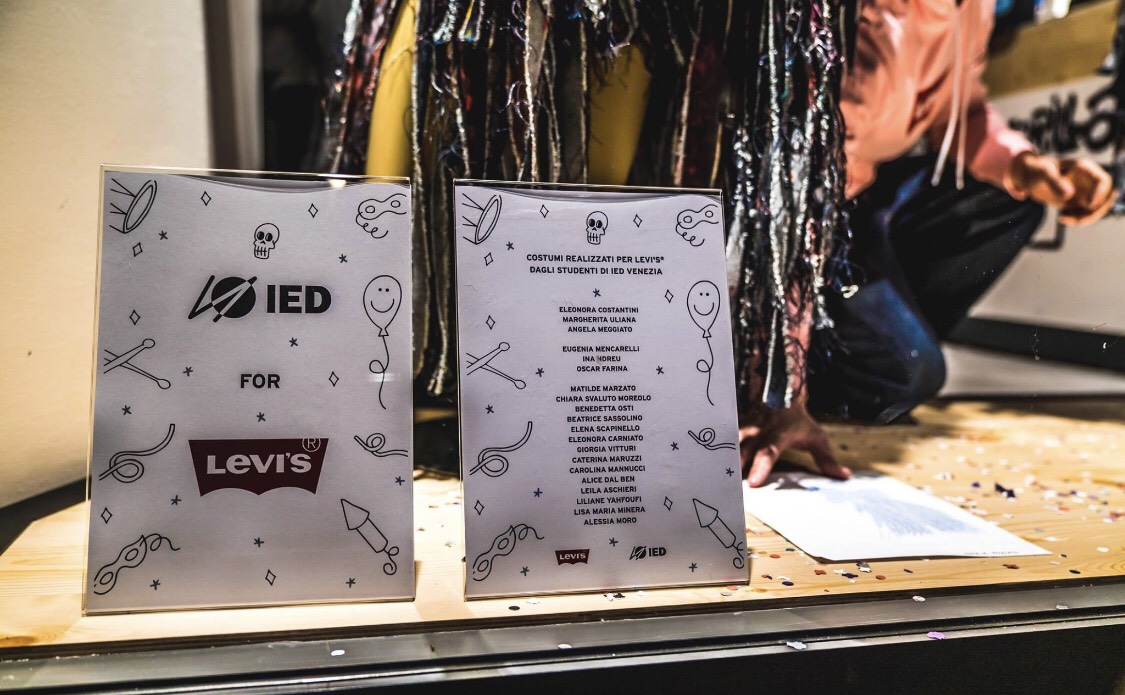 IED
FOR
LEVI'S®
COSTUMI REALIZZATI PER LEVI'S®
DAGLI STUDENTI DI IED VENEZIA
ELEONORA COSTANTINI
MARGHERITA ULIANA
ANGELA MEGGIATO
EUGENIA MENCARELLI
INA ANDREU
OSCAR FARINA
MATILDE MARZATO
CHIARA SVALUTO MOREOLO
BENEDETTA OSTI
BEATRICE SASSOLINO
ELENA SCAPINELLO
ELEONORA CARNIATO
GIORGIA VITTURI
CATERINA MARUZZI
CAROLINA MANNUCCI
ALICE DAL BEN
LEILA ASCHIERI
LILIANE YAHFOUFI
LISA MARIA MINERA
ALESSIA MORO
LEVI'S IED